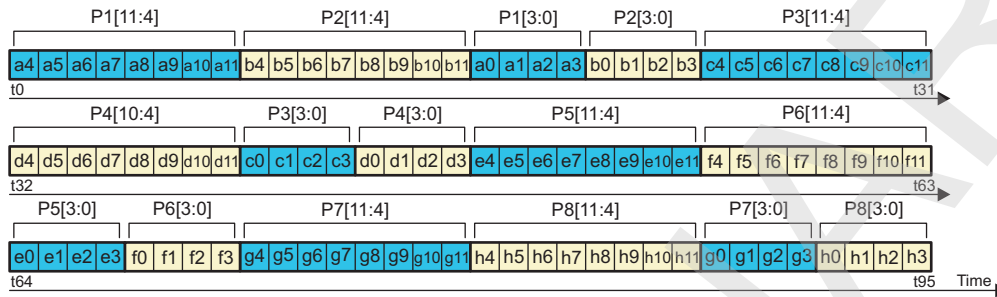 P1[11:4] P2[11:4] P1[3:0] P2[3:0] P3[11:4]
a4 a5 a6 a7 a8 a9 a10 a11 b4 b5 b6 b7 b8 b9 b10 b11 a0 a1 a2 a3 b0 b1 b2 b3 c4 c5 c6 c7 c8 c9 c10 c11
t0 t31
P4[10:4] P3[3:0] P4[3:0] P5[11:4] P6[11:4]
d4 d5 d6 d7 d8 d9 d10 d11 c0 c1 c2 c3 d0 d1 d2 d3 e4 e5 e6 e7 e8 e9 e10 e11 f4 f5 f6 f7 f8 f9 f10 f11
t32 t63
P5[3:0] P6[3:0] P7[11:4] P8[11:4] P7[3:0] P8[3:0]
e0 e1 e2 e3 f0 f1 f2 f3 g4 g5 g6 g7 g8 g9 g10 g11 h4 h5 h6 h7 h8 h9 h10 h11 g0 g1 g2 g3 h0 h1 h2 h3
t64 t95 Time